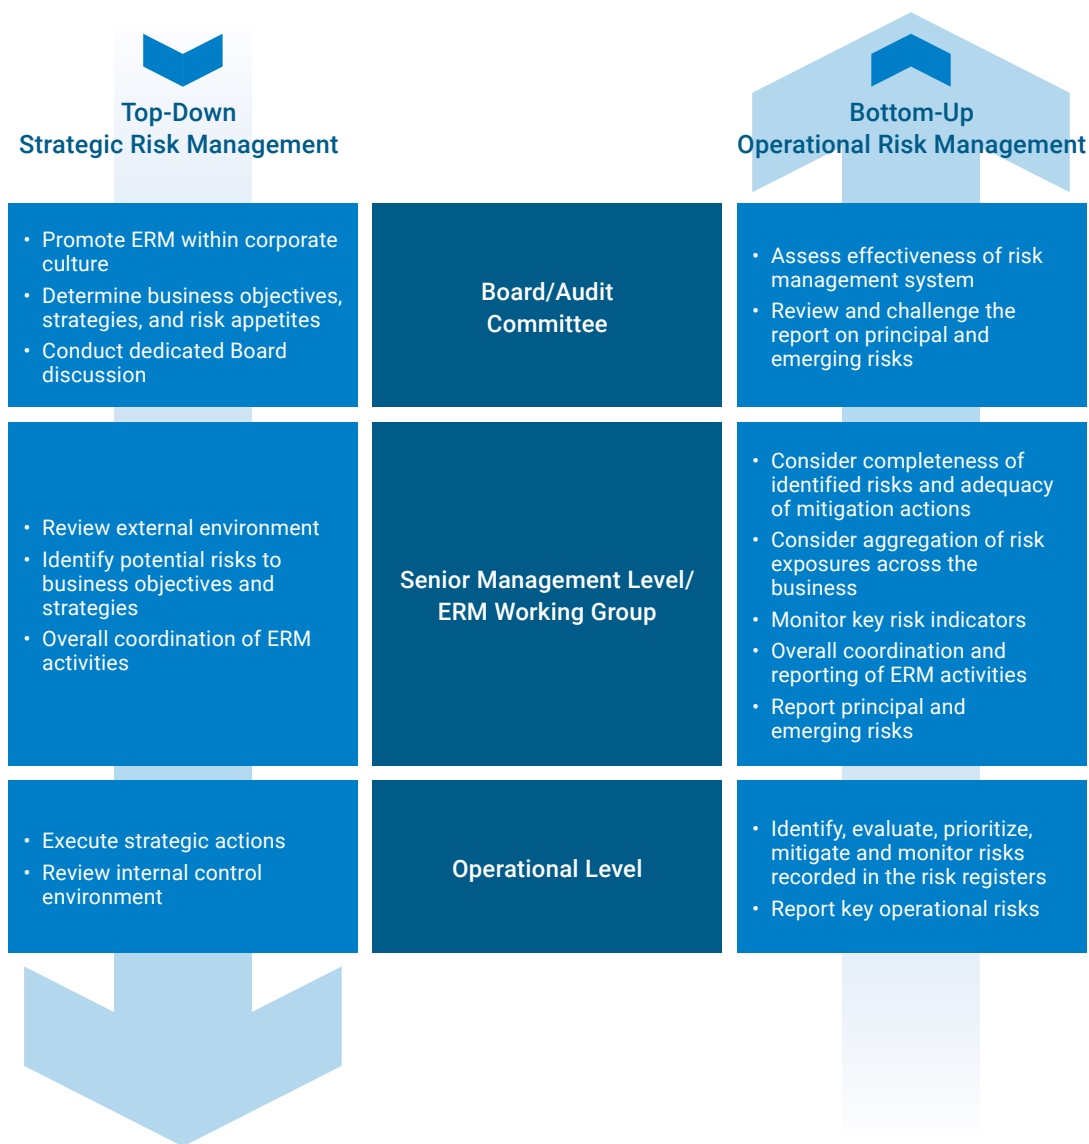 Top-Down
Strategic Risk Management
Bottom-Up
Operational Risk Management
• Promote ERM within corporate
culture
• Determine business objectives,
strategies, and risk appetites
• Conduct dedicated Board
discussion
Board/Audit
Committee
• Assess effectiveness of risk
management system
• Review and challenge the
report on principal and
emerging risks
• Review external environment
• Identify potential risks to
business objectives and
strategies
• Overall coordination of ERM
activities
Senior Management Level/
ERM Working Group
• Consider completeness of
identified risks and adequacy
of mitigation actions
• Consider aggregation of risk
exposures across the
business
• Monitor key risk indicators
• Overall coordination and
reporting of ERM activities
• Report principal and
emerging risks
• Execute strategic actions
• Review internal control
environment
Operational Level
• Identify, evaluate, prioritize,
mitigate and monitor risks
recorded in the risk registers
• Report key operational risks